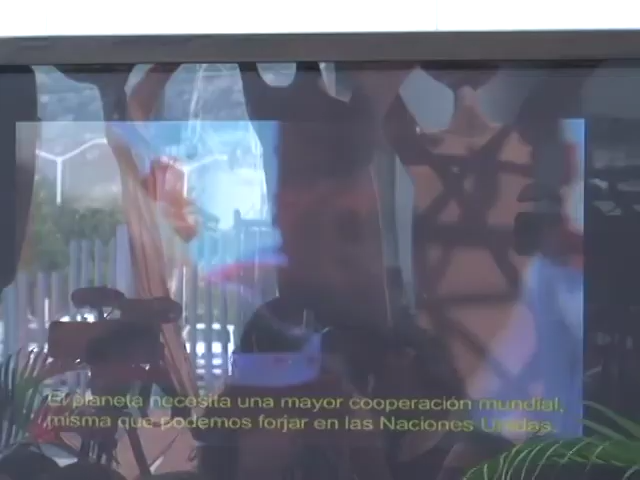 El planeta necesita una mayor cooperación mundial,
misma que podemos forjar en las Naciones Unidas.